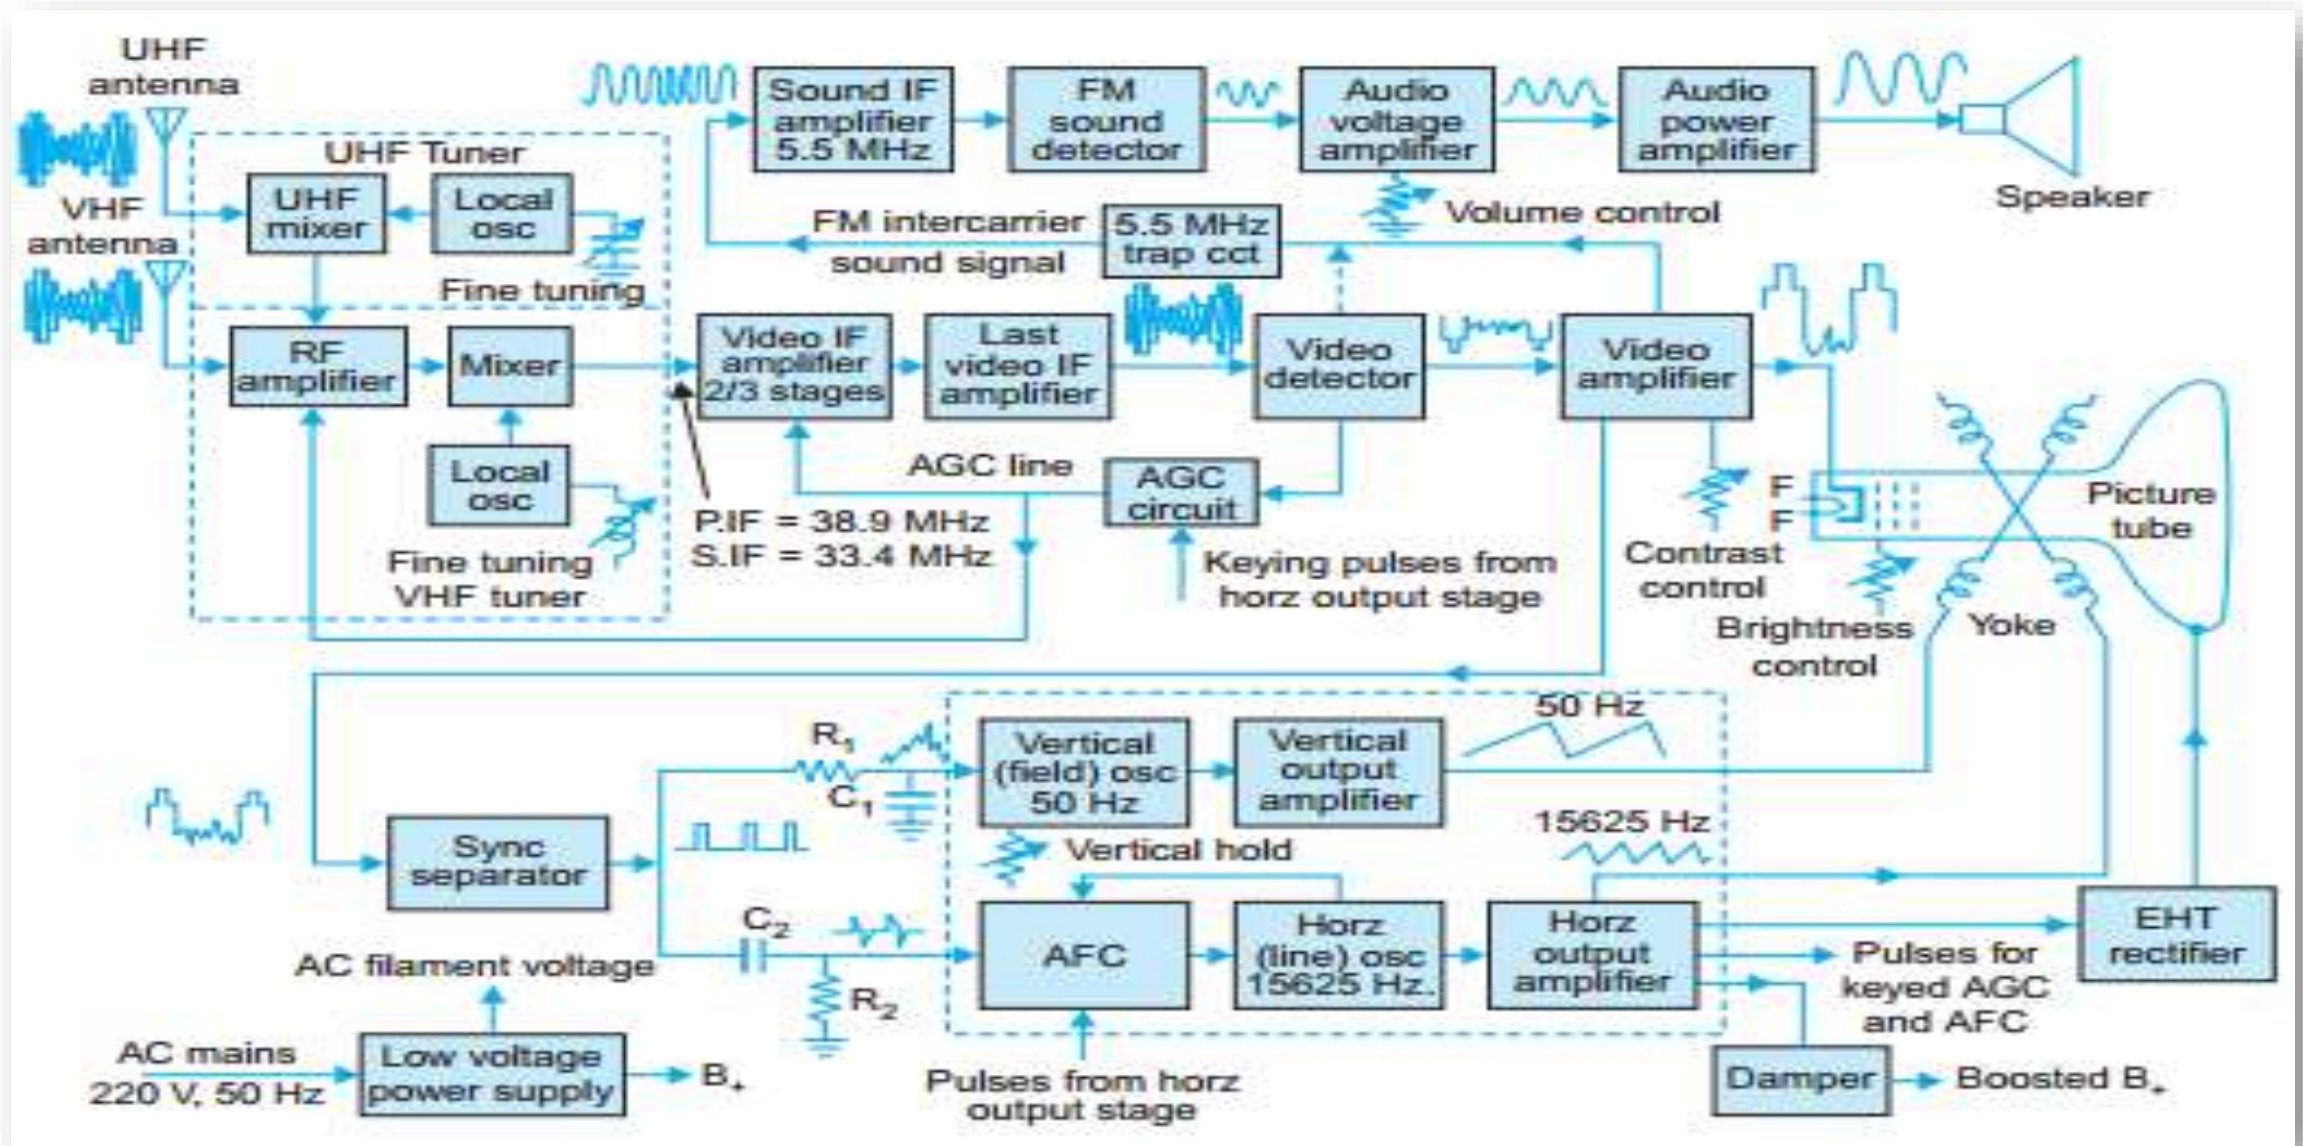 UHF
antenna
UHF Tuner
UHF
mixer
Local
osc
Fine tuning
VHF
antenna
RF
amplifier
Mixer
Local
osc
Fine tuning
VHF tuner
Sound IF
amplifier
5.5 MHz
FM
sound
detector
Audio
voltage
amplifier
Audio
power
amplifier
Speaker
Volume control
FM intercarrier
sound signal
5.5 MHz
trap cct
Video IF
amplifier
2/3 stages
Last
video IF
amplifier
Video
detector
Video
amplifier
AGC line
AGC
circuit
P.IF = 38.9 MHz
S.IF = 33.4 MHz
Keying pulses from
horz output stage
Contrast
control
F
F
Brightness
control
Yoke
Picture
tube
Sync
separator
R1
C1
C2
R2
Vertical
(field) osc
50 Hz
Vertical
output
amplifier
50 Hz
Vertical hold
15625 Hz
AFC
Horz
(line) osc
15625 Hz.
Horz
output
amplifier
EHT
rectifier
Pulses for
keyed AGC
and AFC
Pulses from horz
output stage
Damper
Boosted B+
AC filament voltage
AC mains
220 V, 50 Hz
Low voltage
power supply
B+